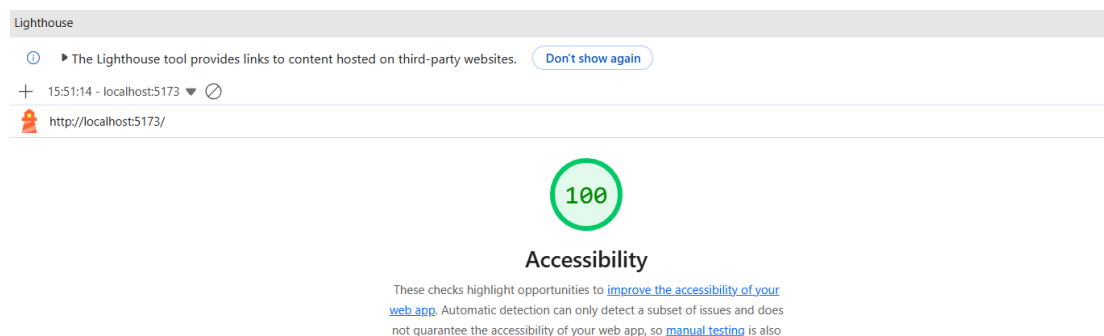 Lighthouse
The Lighthouse tool provides links to content hosted on third-party websites. Don't show again
15:51:14 - localhost:5173
http://localhost:5173/
100
Accessibility
These checks highlight opportunities to improve the accessibility of your
web app. Automatic detection can only detect a subset of issues and does
not guarantee the accessibility of your web app, so manual testing is also